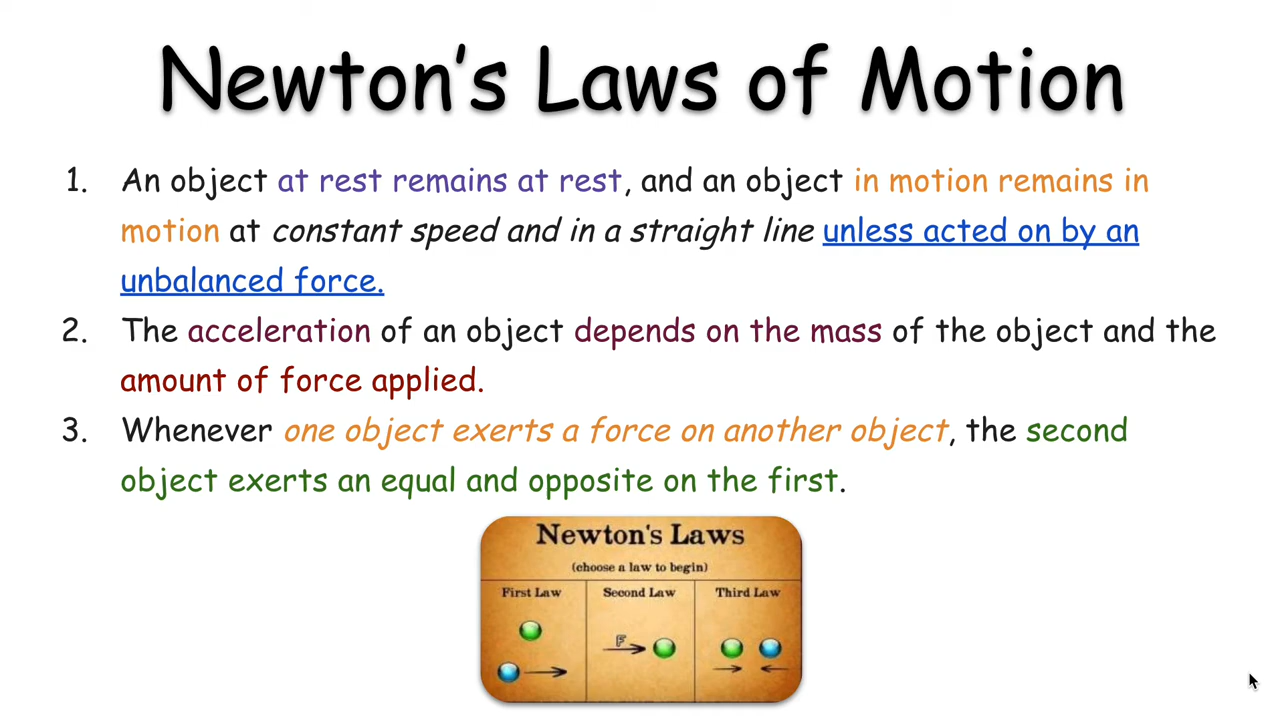 Newton's Laws of Motion
1. An object at rest remains at rest, and an object in motion remains in
motion at constant speed and in a straight line unless acted on by an
unbalanced force.
2. The acceleration of an object depends on the mass of the object and the
amount of force applied.
3. Whenever one object exerts a force on another object, the second
object exerts an equal and opposite on the first.
Newton's Laws
(choose a law to begin)
First Law
Second Law
Third Law
F